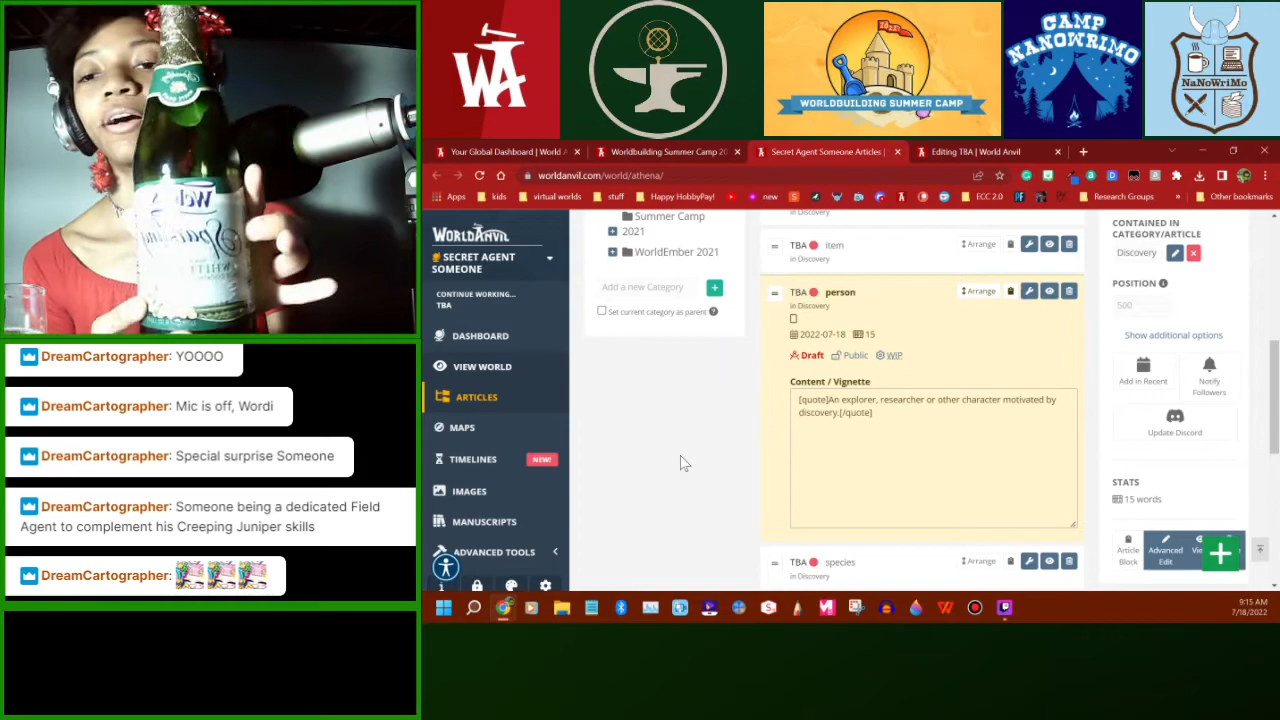 Wel
Spar
DreamCartographer: YOOOO
DreamCartographer: Mic is off, Wordi
DreamCartographer: Special surprise Someone
DreamCartographer: Someone being a dedicated Field
Agent to complement his Creeping Juniper skills
DreamCartographer:
WA
2022
WORLDBUILDING SUMMER CAMP
CAMP
NANOWRIMO
NaNoWriMo
Your Global Dashboard | World A
Worldbuilding Summer Camp 20
Secret Agent Someone Articles |
Editing TBA | World Anvil
worldanvil.com/world/athena/
Apps
kids
virtual worlds
stuff
Happy HobbyPay!
new
ECC 2.0
Research Groups
»
Other bookmarks
WORLDANVIL
SECRET AGENT
SOMEONE
CONTINUE WORKING...
TBA
DASHBOARD
VIEW WORLD
ARTICLES
MAPS
TIMELINES NEW!
IMAGES
MANUSCRIPTS
ADVANCED TOOLS
Summer Camp
2021
WorldEmber 2021
Add a new Category
Set current category as parent
in Discovery
TBA item
Arrange
in Discovery
TBA person
Arrange
in Discovery
2022-07-18 15
Draft Public WIP
Content / Vignette
[quote]An explorer, researcher or other character motivated by
discovery.[/quote]
TBA species
Arrange
in Discovery
CONTAINED IN
CATEGORY/ARTICLE
Discovery
POSITION
500
Show additional options
Add in Recent
Notify
Followers
Update Discord
STATS
15 words
Article
Block
Advanced
Edit
9:15 AM
7/18/2022